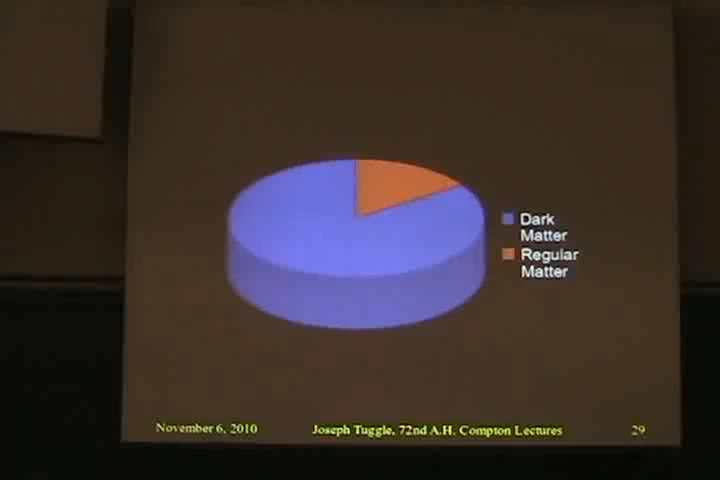 Dark
Matter
Regular
Matter
November 6, 2010 Joseph Tuggle, 72nd A.H. Compton Lectures 29